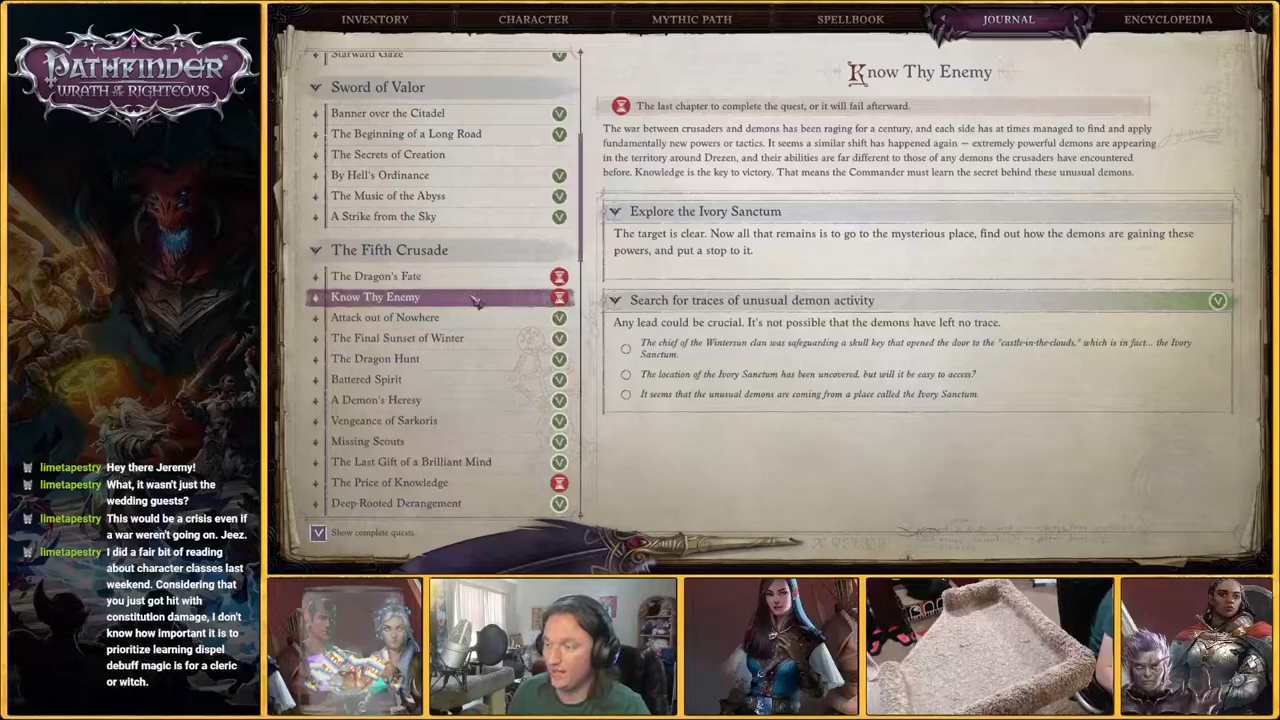 INVENTORY
CHARACTER
MYTHIC PATH
SPELLBOOK
JOURNAL
ENCYCLOPEDIA
PATHFINDER
WRATH OF THE RIGHTEOUS
Starward Gaze
Sword of Valor
Banner over the Citadel
The Beginning of a Long Road
The Secrets of Creation
By Hell's Ordinance
The Music of the Abyss
A Strike from the Sky
The Fifth Crusade
The Dragon's Fate
Know Thy Enemy
Attack out of Nowhere
The Final Sunset of Winter
The Dragon Hunt
Battered Spirit
A Demon's Heresy
Vengeance of Sarkoris
Missing Scouts
The Last Gift of a Brilliant Mind
The Price of Knowledge
Deep-Rooted Derangement
Show complete quests
Know Thy Enemy
The last chapter to complete the quest, or it will fail afterward.
The war between crusaders and demons has been raging for a century, and each side has at times managed to find and apply
fundamentally new powers or tactics. It seems a similar shift has happened again — extremely powerful demons are appearing
in the territory around Drezen, and their abilities are far different to those of any demons the crusaders have encountered
before. Knowledge is the key to victory. That means the Commander must learn the secret behind these unusual demons.
Explore the Ivory Sanctum
The target is clear. Now all that remains is to go to the mysterious place, find out how the demons are gaining these
powers, and put a stop to it.
Search for traces of unusual demon activity
Any lead could be crucial. It's not possible that the demons have left no trace.
The chief of the Wintersun clan was safeguarding a skull key that opened the door to the "castle-in-the-clouds," which is in fact... the Ivory
Sanctum.
The location of the Ivory Sanctum has been uncovered, but will it be easy to access?
It seems that the unusual demons are coming from a place called the Ivory Sanctum.
limetapestry Hey there Jeremy!
limetapestry What, it wasn't just the
wedding guests?
limetapestry This would be a crisis even if
a war weren't going on. Jeez.
limetapestry I did a fair bit of reading
about character classes last
weekend. Considering that
you just got hit with
constitution damage, I don't
know how important it is to
prioritize learning dispel
debuff magic is for a cleric
or witch.